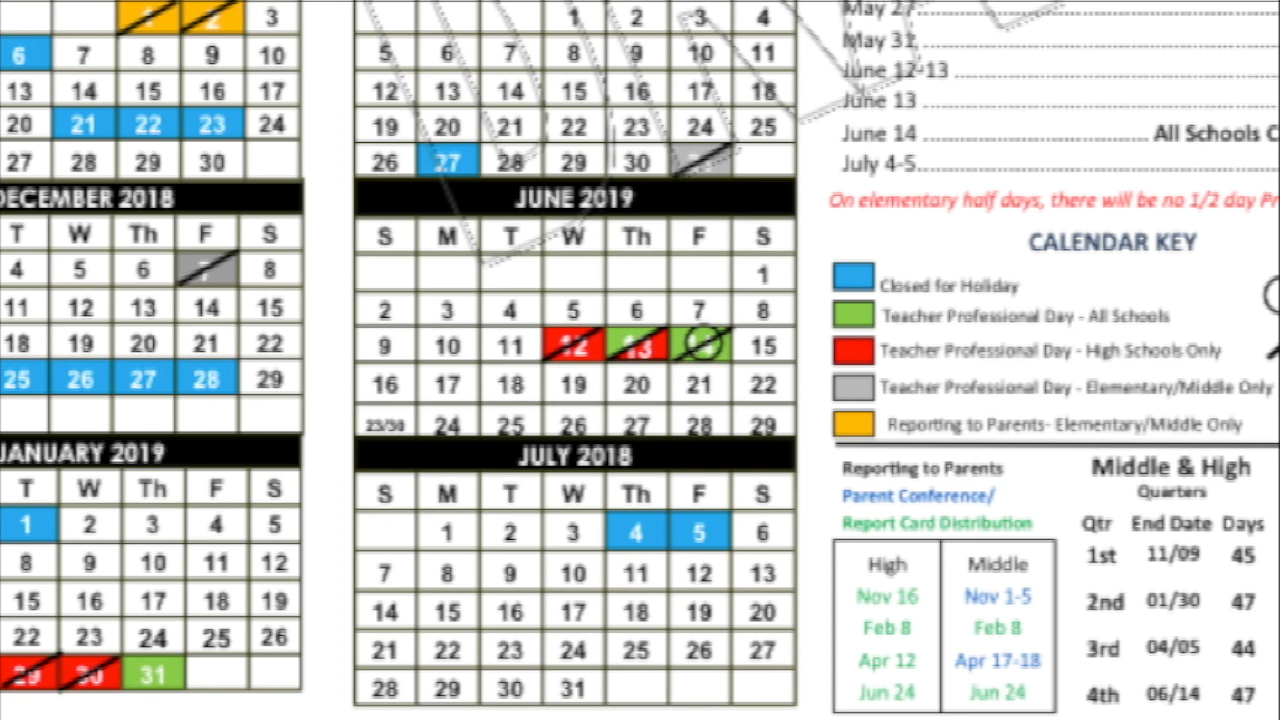 1 2 3
6 7 8 9 10
13 14 15 16 17
20 21 22 23 24
27 28 29 30
DECEMBER 2018
T W Th F S
4 5 6 7 8
11 12 13 14 15
18 19 20 21 22
25 26 27 28 29
JANUARY 2019
T W Th F S
1 2 3 4 5
8 9 10 11 12
15 16 17 18 19
22 23 24 25 26
29 30 31
1 2 3 4
5 6 7 8 9 10 11
12 13 14 15 16 17 18
19 20 21 22 23 24 25
26 27 28 29 30
JUNE 2019
S M T W Th F S
1
2 3 4 5 6 7 8
9 10 11 12 13 14 15
16 17 18 19 20 21 22
23/30 24 25 26 27 28 29
JULY 2018
S M T W Th F S
1 2 3 4 5 6
7 8 9 10 11 12 13
14 15 16 17 18 19 20
21 22 23 24 25 26 27
28 29 30 31
May 27
May 31
June 12-13
June 13
June 14 All Schools
July 4-5
On elementary half days, there will be no 1/2 day
CALENDAR KEY
Closed for Holiday
Teacher Professional Day - All Schools
Teacher Professional Day - High Schools Only
Teacher Professional Day - Elementary/Middle Only
Reporting to Parents- Elementary/Middle Only
Reporting to Parents
Parent Conference/
Report Card Distribution
High Middle
Nov 16 Nov 1-5
Feb 8 Feb 8
Apr 12 Apr 17-18
Jun 24 Jun 24
Middle & High
Quarters
Qtr End Date Days
1st 11/09 45
2nd 01/30 47
3rd 04/05 44
4th 06/14 47